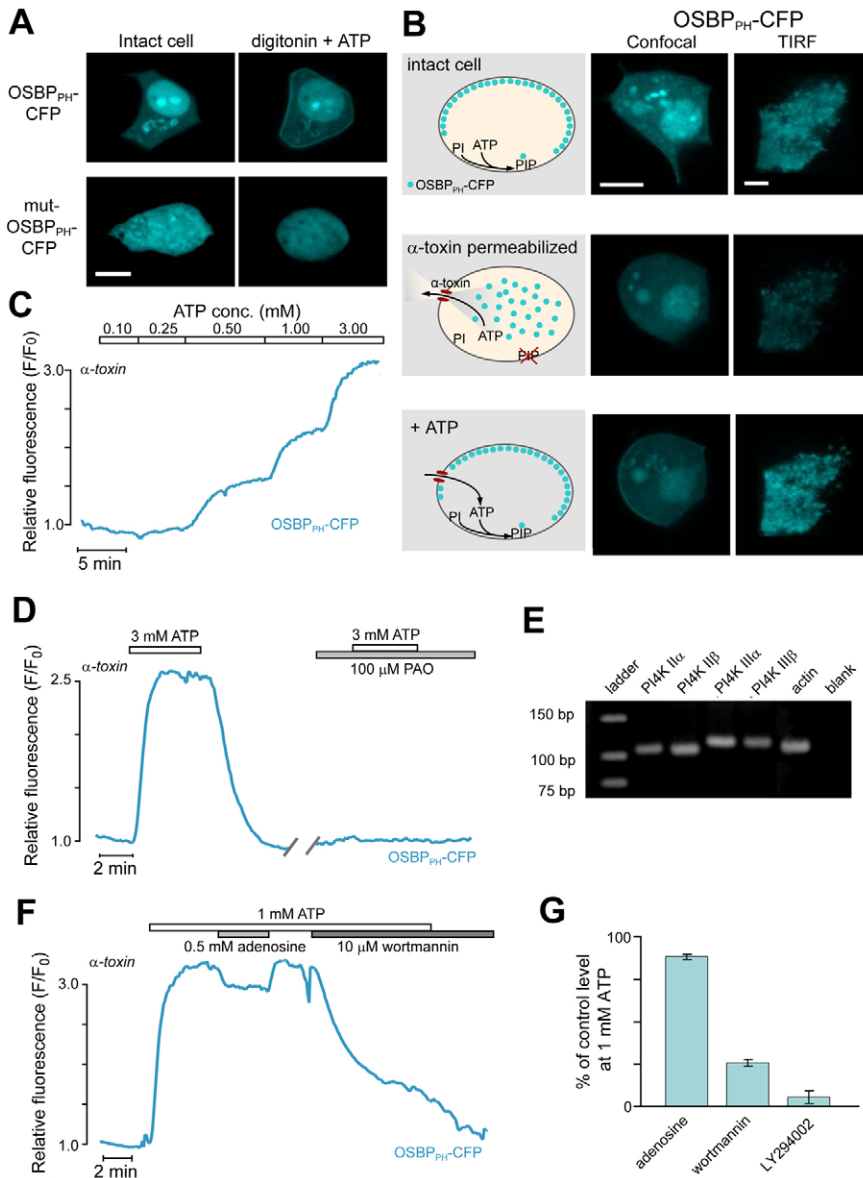 A
Intact cell
digitonin + ATP
OSBPPH-
CFP
mut-
OSBPPH-
CFP
B
OSBPPH-CFP
Confocal
TIRF
intact cell
PI
ATP
PIP
OSBPPH-CFP
α-toxin permeabilized
α-toxin
PI
ATP
PIP
+ ATP
PI
ATP
PIP
C
ATP conc. (mM)
0.10
0.25
0.50
1.00
3.00
α-toxin
3.0
1.0
Relative fluorescence (F/F0)
OSBPPH-CFP
5 min
D
3 mM ATP
3 mM ATP
100 µM PAO
α-toxin
2.5
1.0
Relative fluorescence (F/F0)
OSBPPH-CFP
2 min
E
ladder
PI4K IIα
PI4K IIβ
PI4K IIIα
PI4K IIIβ
actin
blank
150 bp
100 bp
75 bp
F
1 mM ATP
0.5 mM adenosine
10 µM wortmannin
α-toxin
3.0
1.0
Relative fluorescence (F/F0)
OSBPPH-CFP
2 min
G
% of control level
at 1 mM ATP
100
0
adenosine
wortmannin
LY294002